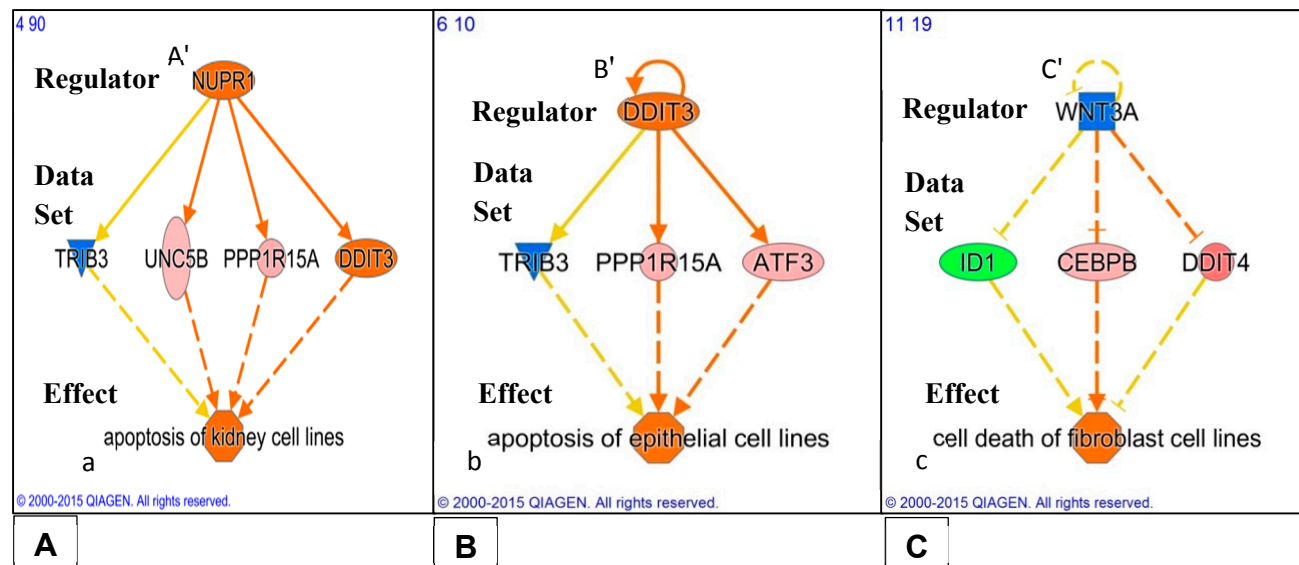 4 90
A'
NUPR1
Regulator
Data
Set
TRIB3
UNC5B
PPP1R15A
DDIT3
Effect
apoptosis of kidney cell lines
a
© 2000-2015 QIAGEN. All rights reserved.
A
6 10
B'
Regulator
DDIT3
Data
Set
TRIB3
PPP1R15A
ATF3
Effect
apoptosis of epithelial cell lines
b
© 2000-2015 QIAGEN. All rights reserved.
B
11 19
C'
Regulator
WNT3A
Data
Set
ID1
CEBPB
DDIT4
Effect
cell death of fibroblast cell lines
c
© 2000-2015 QIAGEN. All rights reserved.
C